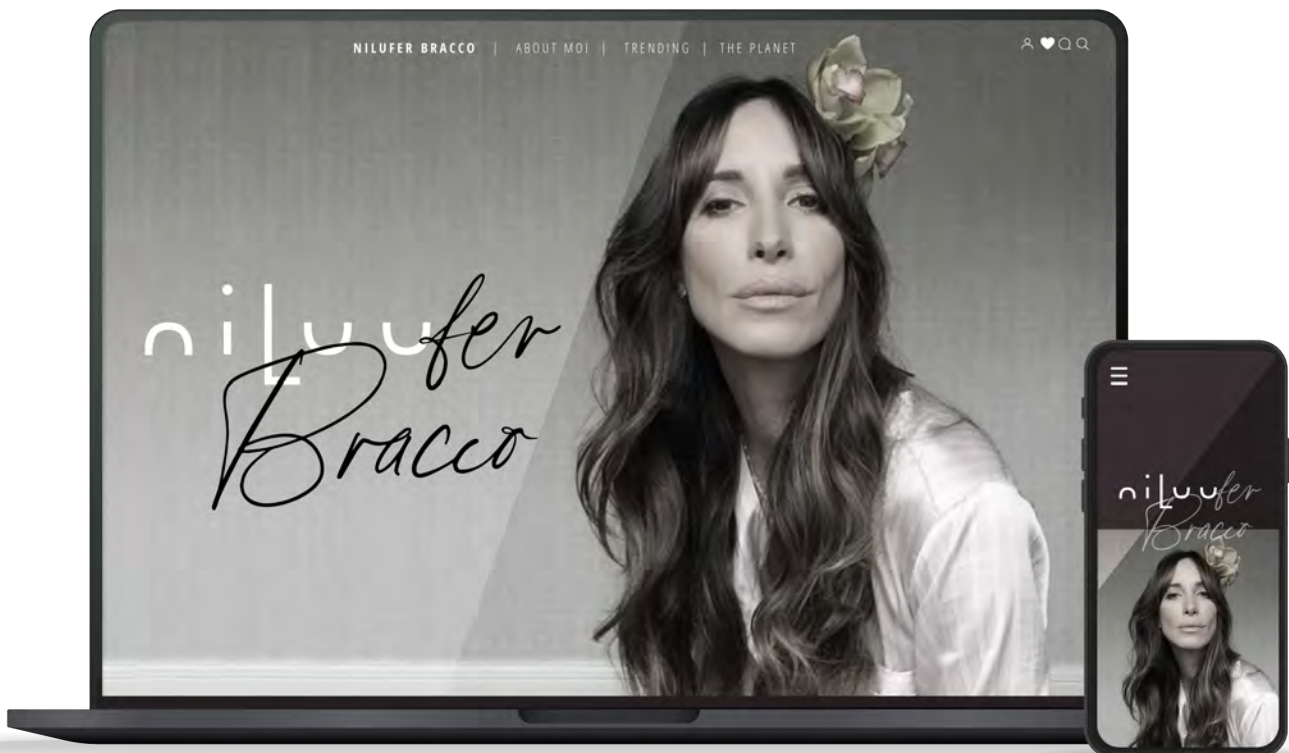 NILUFER BRACCO | ABOUT MOI | TRENDING | THE PLANET
niLuufer
Bracco
niLuufer
Bracco